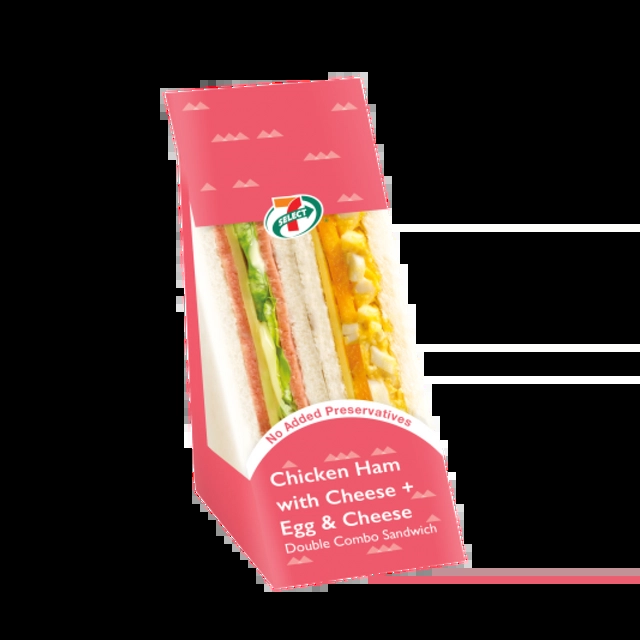 7
SELECT
No Added Preservatives
Chicken Ham
with Cheese +
Egg & Cheese
Double Combo Sandwich